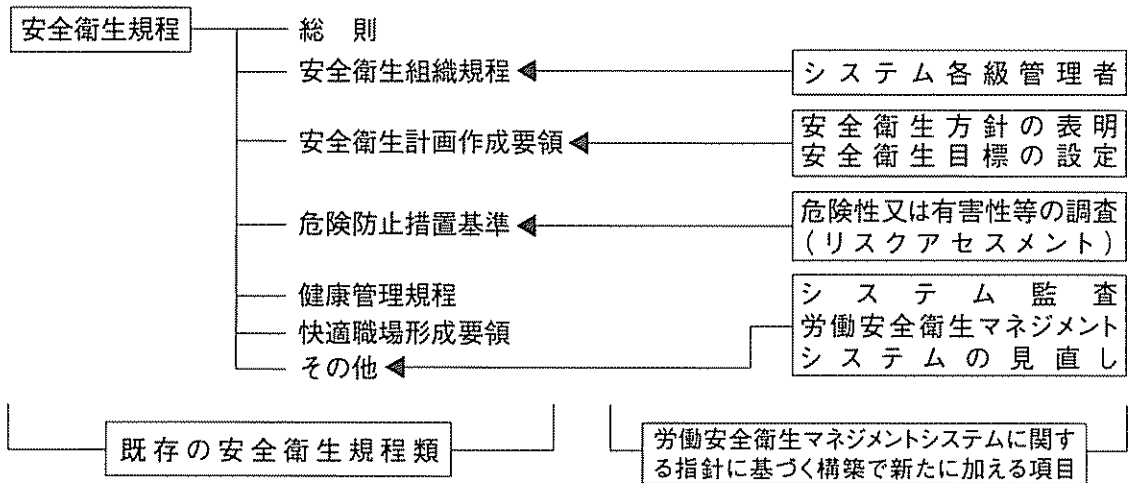 安全衛生規程
総則
安全衛生組織規程
システム各級管理者
安全衛生計画作成要領
安全衛生方針の表明
安全衛生目標の設定
危険防止措置基準
危険性又は有害性等の調査
(リスクアセスメント)
健康管理規程
快適職場形成要領
その他
システム監査
労働安全衛生マネジメント
システムの見直し
既存の安全衛生規程類
労働安全衛生マネジメントシステムに関す
る指針に基づく構築で新たに加える項目